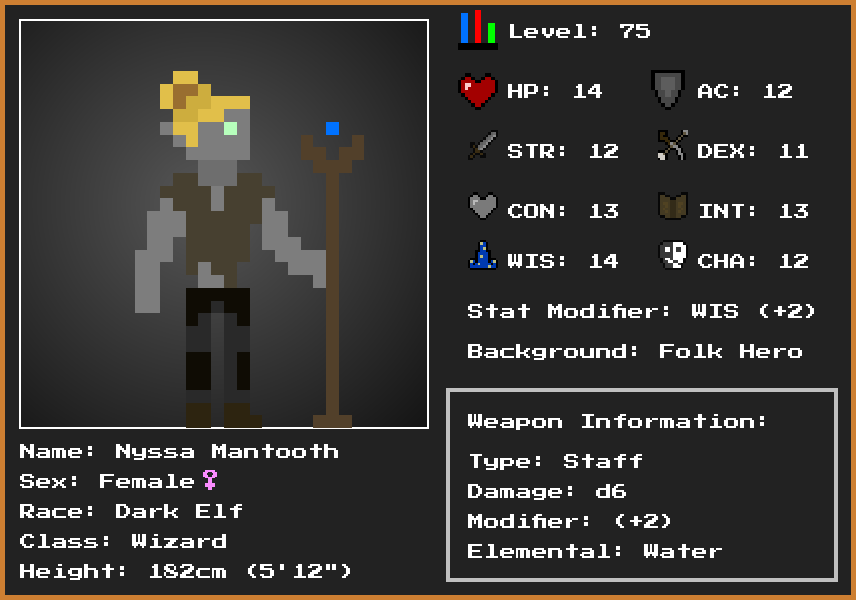 Level: 75
HP: 14
AC: 12
STR: 12
DEX: 11
CON: 13
INT: 13
WIS: 14
CHA: 12
Stat Modifier: WIS (+2)
Background: Folk Hero
Weapon Information:
Type: Staff
Damage: d6
Modifier: (+2)
Elemental: Water
Name: Nyssa Mantooth
Sex: Female♀
Race: Dark Elf
Class: Wizard
Height: 182cm (5'12")